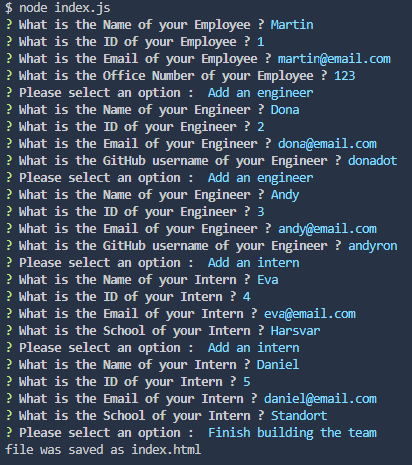 $ node index.js
? What is the Name of your Employee ? Martin
? What is the ID of your Employee ? 1
? What is the Email of your Employee ? martin@email.com
? What is the Office Number of your Employee ? 123
? Please select an option :  Add an engineer
? What is the Name of your Engineer ? Dona
? What is the ID of your Engineer ? 2
? What is the Email of your Engineer ? dona@email.com
? What is the GitHub username of your Engineer ? donadot
? Please select an option :  Add an engineer
? What is the Name of your Engineer ? Andy
? What is the ID of your Engineer ? 3
? What is the Email of your Engineer ? andy@email.com
? What is the GitHub username of your Engineer ? andyron
? Please select an option :  Add an intern
? What is the Name of your Intern ? Eva
? What is the ID of your Intern ? 4
? What is the Email of your Intern ? eva@email.com
? What is the School of your Intern ? Harsvar
? Please select an option :  Add an intern
? What is the Name of your Intern ? Daniel
? What is the ID of your Intern ? 5
? What is the Email of your Intern ? daniel@email.com
? What is the School of your Intern ? Standort
? Please select an option :  Finish building the team
file was saved as index.html